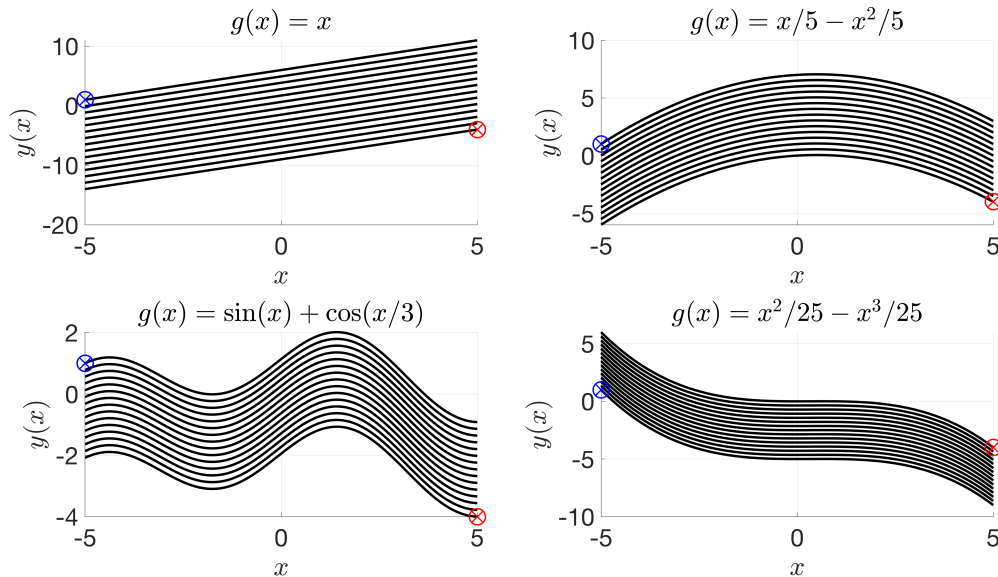 g(x) = x
10
0
-10
-20
y(x)
-5
0
5
x
g(x) = x/5 − x²/5
10
5
0
-5
y(x)
-5
0
5
x
g(x) = sin(x) + cos(x/3)
2
0
-2
-4
y(x)
-5
0
5
x
g(x) = x²/25 − x³/25
5
0
-5
-10
y(x)
-5
0
5
x